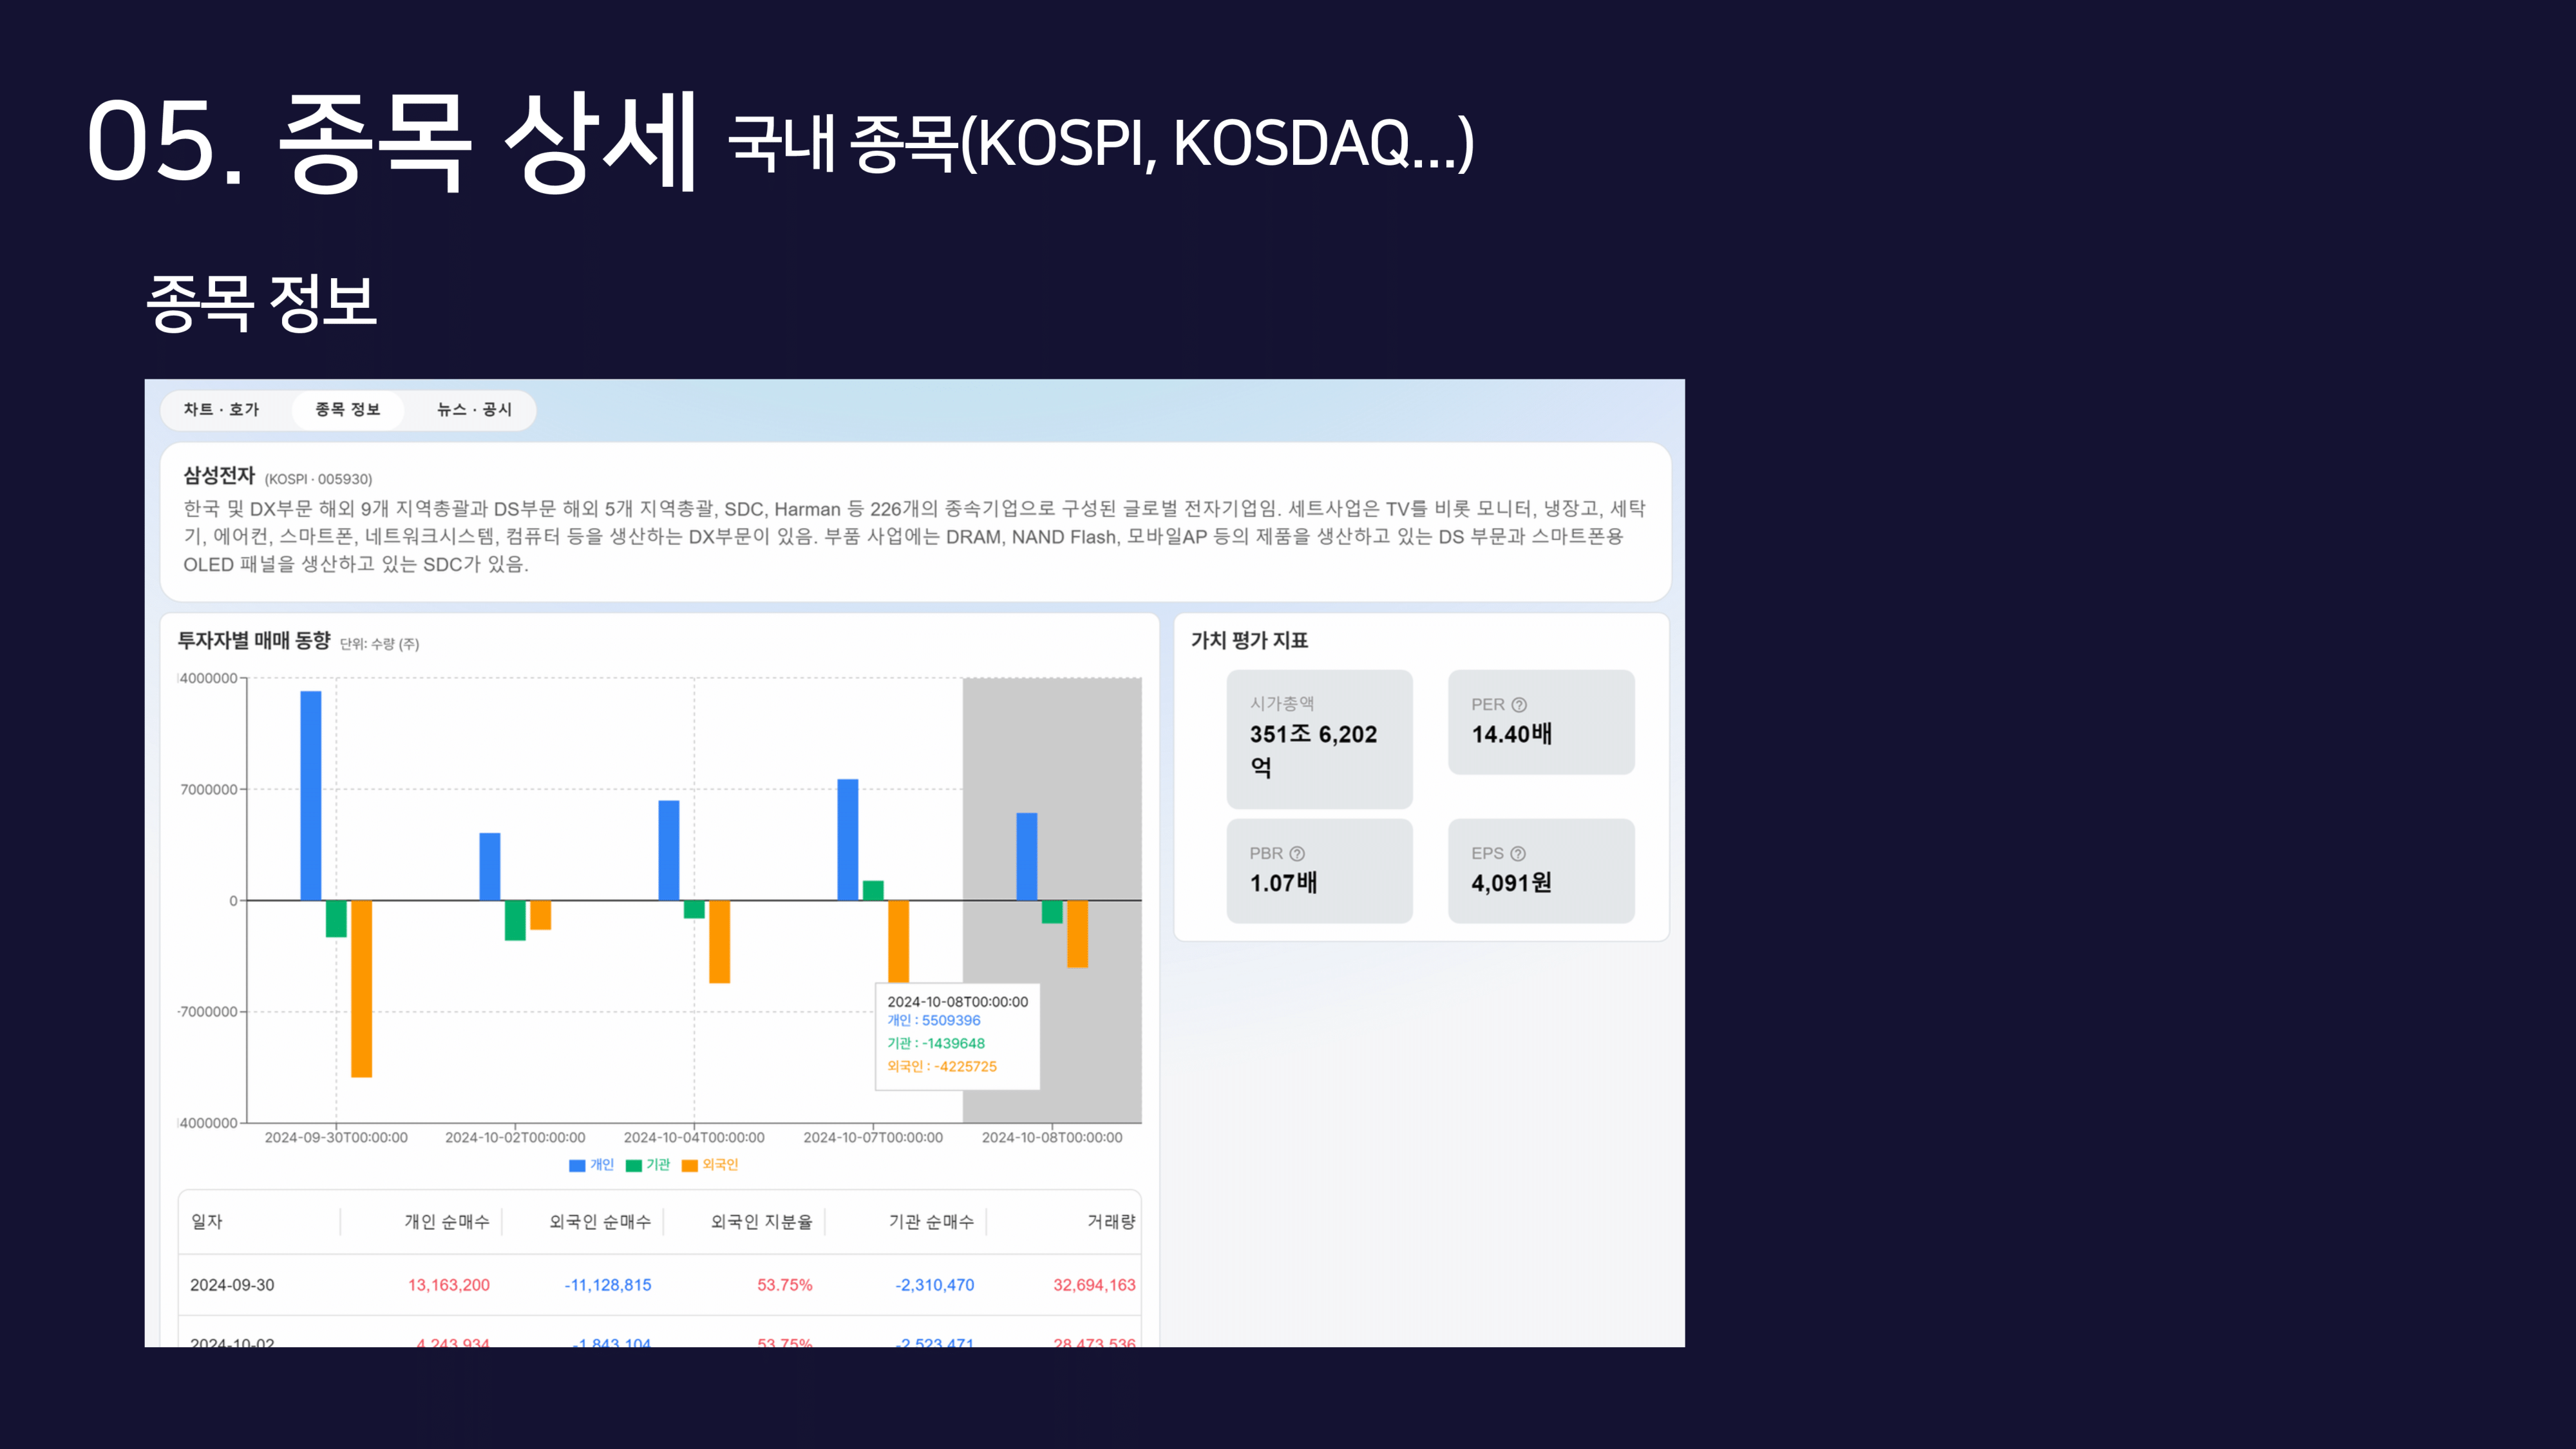 05. 종목 상세 국내 종목(KOSPI, KOSDAQ...)
종목 정보
차트 · 호가 종목 정보 뉴스 · 공시
삼성전자 (KOSPI · 005930)
한국 및 DX부문 해외 9개 지역총괄과 DS부문 해외 5개 지역총괄, SDC, Harman 등 226개의 종속기업으로 구성된 글로벌 전자기업임. 세트사업은 TV를 비롯 모니터, 냉장고, 세탁
기, 에어컨, 스마트폰, 네트워크시스템, 컴퓨터 등을 생산하는 DX부문이 있음. 부품 사업에는 DRAM, NAND Flash, 모바일AP 등의 제품을 생산하고 있는 DS 부문과 스마트폰용
OLED 패널을 생산하고 있는 SDC가 있음.
투자자별 매매 동향 단위: 수량 (주)
4000000
7000000
0
-7000000
4000000
2024-10-08T00:00:00
개인 : 5509396
기관 : -1439648
외국인 : -4225725
2024-09-30T00:00:00 2024-10-02T00:00:00 2024-10-04T00:00:00 2024-10-07T00:00:00 2024-10-08T00:00:00
개인 기관 외국인
가치 평가 지표
시가총액
351조 6,202
억
PER ?
14.40배
PBR ?
1.07배
EPS ?
4,091원
일자 개인 순매수 외국인 순매수 외국인 지분율 기관 순매수 거래량
2024-09-30 13,163,200 -11,128,815 53.75% -2,310,470 32,694,163
2024-10-02 4,243,934 -1,843,104 53.75% -2,523,471 28,473,536